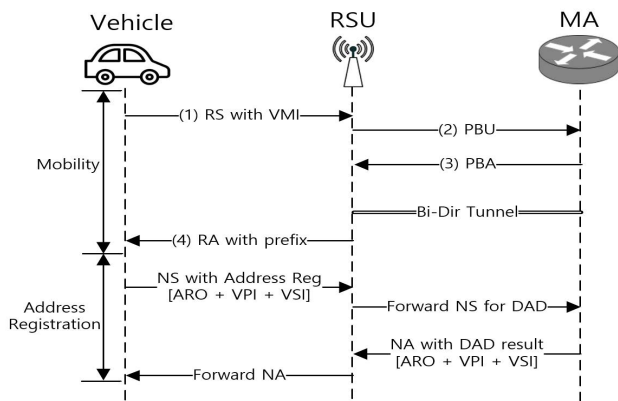 Vehicle
RSU
MA
(1) RS with VMI
(2) PBU
Mobility
(3) PBA
Bi-Dir Tunnel
(4) RA with prefix
NS with Address Reg
[ARO + VPI + VSI]
Address
Registration
Forward NS for DAD
NA with DAD result
[ARO + VPI + VSI]
Forward NA